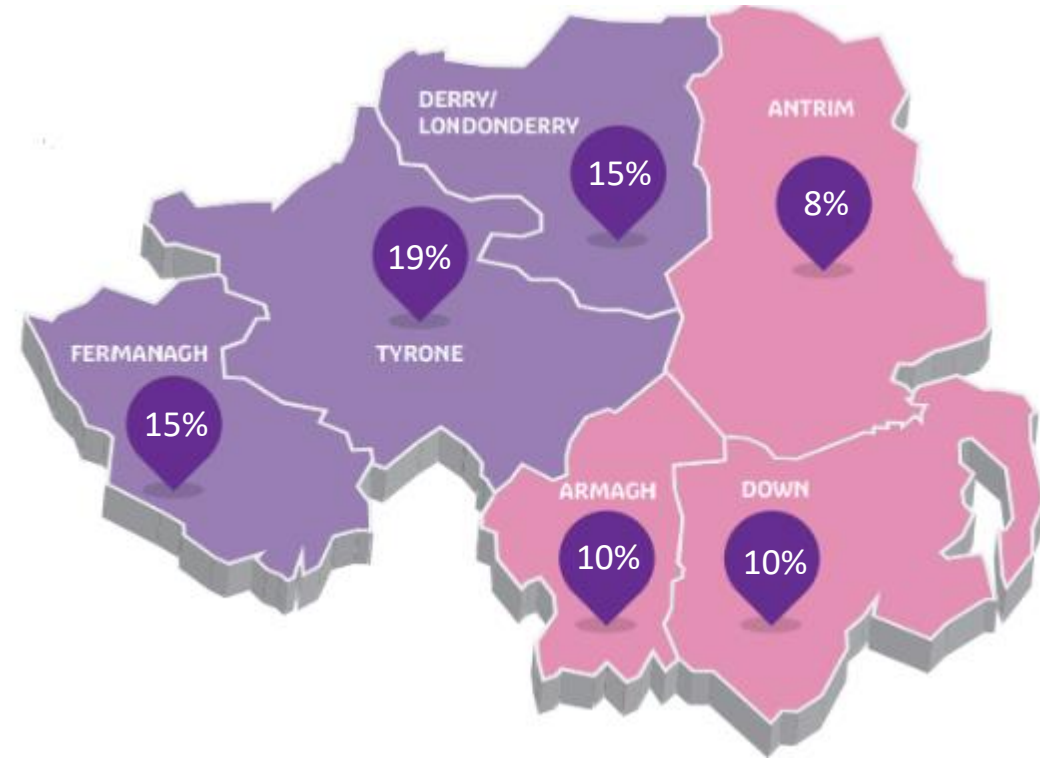 DERRY/
LONDONDERRY
15%
ANTRIM
8%
19%
TYRONE
FERMANAGH
15%
ARMAGH
10%
DOWN
10%